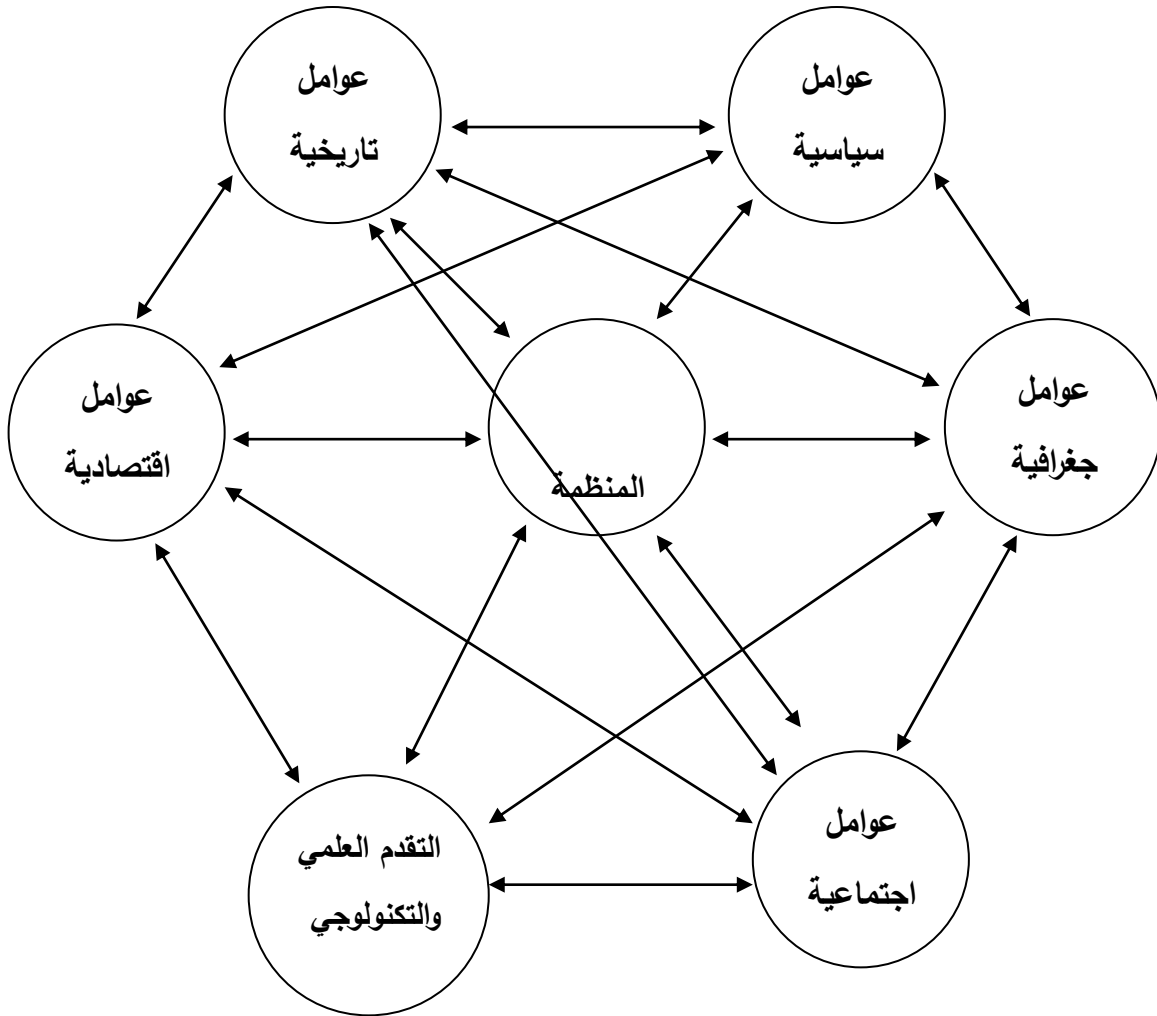 عوامل
سياسية
عوامل
تاريخية
عوامل
جغرافية
المنظمة
عوامل
اقتصادية
عوامل
اجتماعية
التقدم العلمي
والتكنولوجي